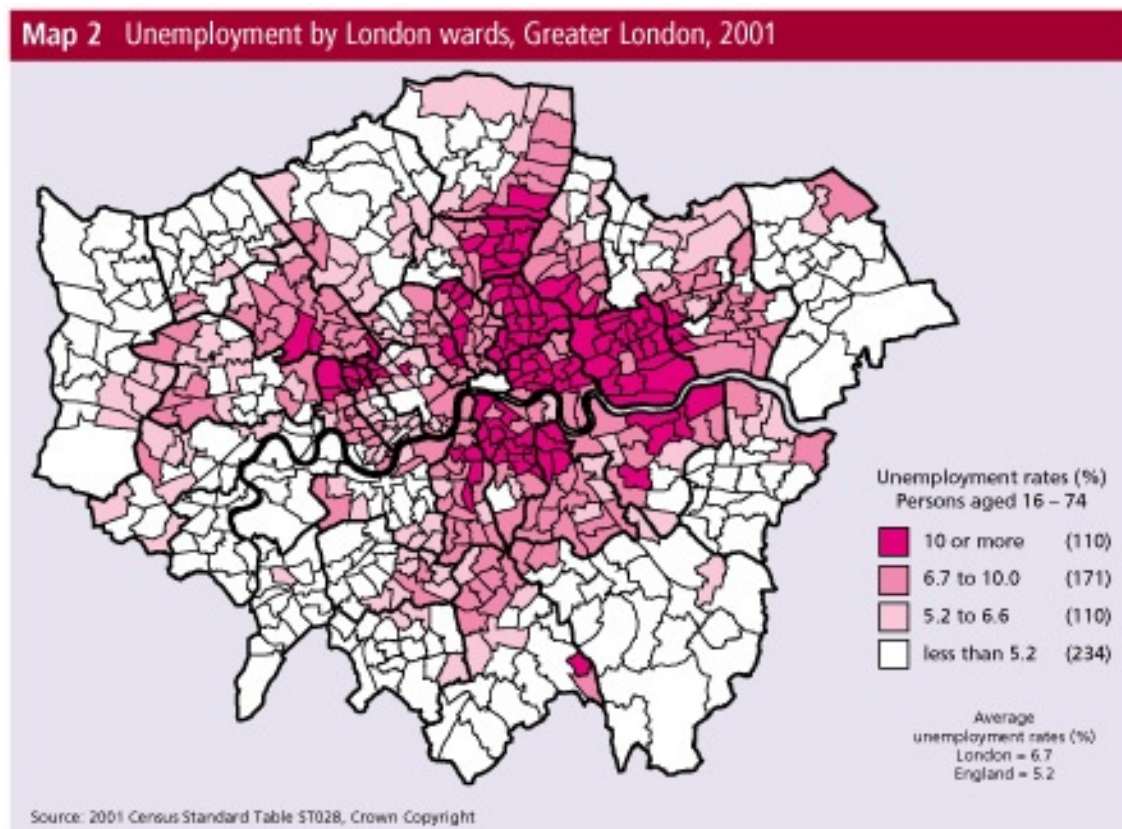 Map 2 Unemployment by London wards, Greater London, 2001
Unemployment rates (%)
Persons aged 16 – 74
10 or more (110)
6.7 to 10.0 (171)
5.2 to 6.6 (110)
less than 5.2 (234)
Average
unemployment rates (%)
London = 6.7
England = 5.2
Source: 2001 Census Standard Table ST028, Crown Copyright